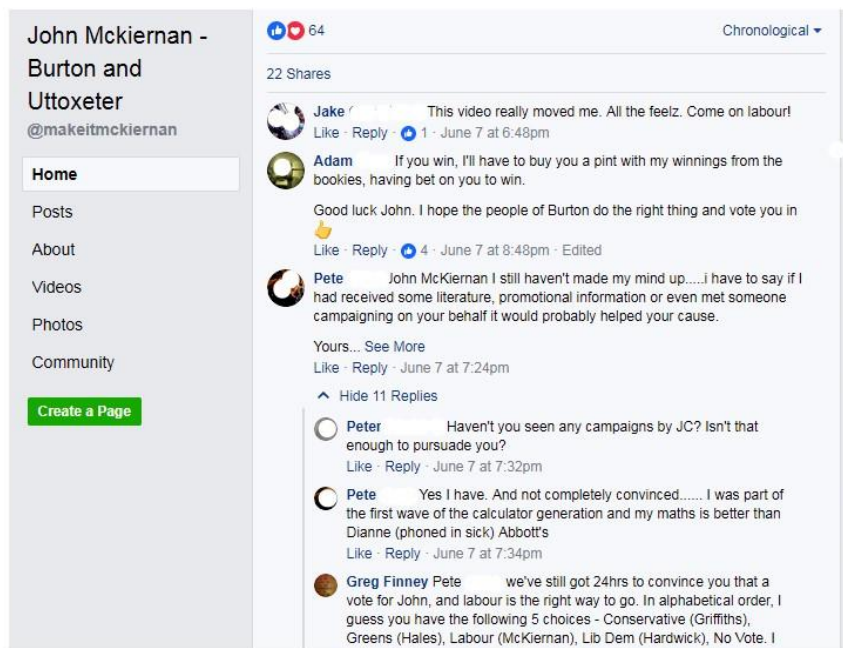 John Mckiernan -
Burton and
Uttoxeter
@makeitmckiernan
Home
Posts
About
Videos
Photos
Community
Create a Page
64
Chronological
22 Shares
Jake This video really moved me. All the feelz. Come on labour!
Like · Reply · 1 · June 7 at 6:48pm
Adam If you win, I'll have to buy you a pint with my winnings from the
bookies, having bet on you to win.
Good luck John. I hope the people of Burton do the right thing and vote you in
Like · Reply · 4 · June 7 at 8:48pm · Edited
Pete John McKiernan I still haven't made my mind up.....i have to say if I
had received some literature, promotional information or even met someone
campaigning on your behalf it would probably helped your cause.
Yours... See More
Like · Reply · June 7 at 7:24pm
Hide 11 Replies
Peter Haven't you seen any campaigns by JC? Isn't that
enough to pursuade you?
Like · Reply · June 7 at 7:32pm
Pete Yes I have. And not completely convinced...... I was part of
the first wave of the calculator generation and my maths is better than
Dianne (phoned in sick) Abbott's
Like · Reply · June 7 at 7:34pm
Greg Finney Pete we've still got 24hrs to convince you that a
vote for John, and labour is the right way to go. In alphabetical order, I
guess you have the following 5 choices - Conservative (Griffiths),
Greens (Hales), Labour (McKiernan), Lib Dem (Hardwick), No Vote. I